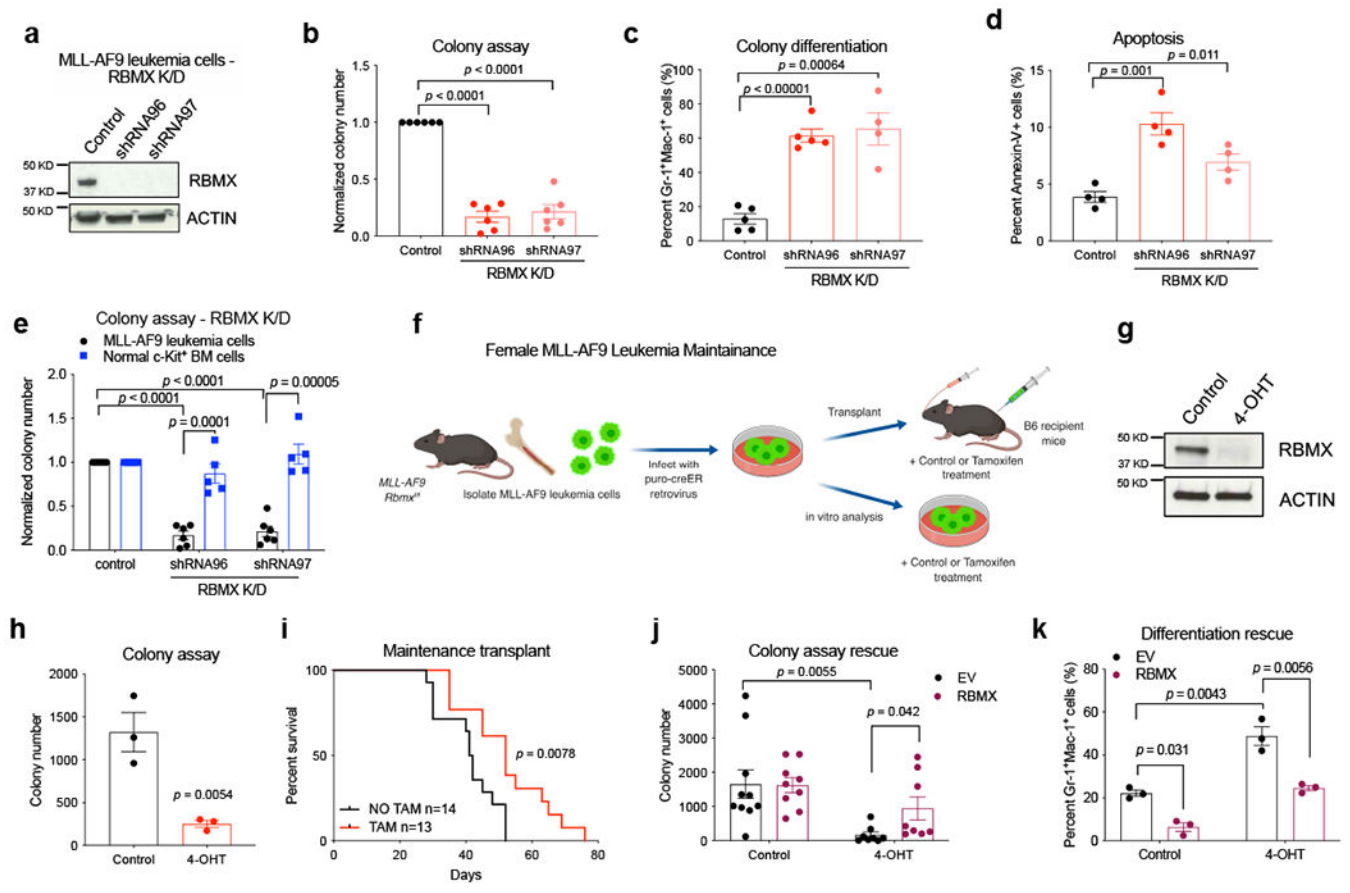 a
MLL-AF9 leukemia cells -
RBMX K/D
Control
shRNA96
shRNA97
50 KD
37 KD
50 KD
RBMX
ACTIN
b
Colony assay
p < 0.0001
p < 0.0001
Normalized colony number
1.5
1.0
0.5
0.0
Control
shRNA96
shRNA97
RBMX K/D
c
Colony differentiation
p = 0.00064
p < 0.00001
Percent Gr-1+Mac-1+ cells (%)
100
80
60
40
20
0
Control
shRNA96
shRNA97
RBMX K/D
d
Apoptosis
p = 0.011
p = 0.001
Percent Annexin-V+ cells (%)
15
10
5
0
Control
shRNA96
shRNA97
RBMX K/D
e
Colony assay - RBMX K/D
MLL-AF9 leukemia cells
Normal c-Kit+ BM cells
p < 0.0001
p = 0.00005
p < 0.0001
p = 0.0001
Normalized colony number
2.0
1.5
1.0
0.5
0.0
control
shRNA96
shRNA97
RBMX K/D
f
Female MLL-AF9 Leukemia Maintainance
MLL-AF9
Rbmxf/f
Isolate MLL-AF9 leukemia cells
Infect with
puro-creER
retrovirus
Transplant
B6 recipient
mice
+ Control or Tamoxifen
treatment
in vitro analysis
+ Control or Tamoxifen
treatment
g
Control
4-OHT
50 KD
37 KD
50 KD
RBMX
ACTIN
h
Colony assay
Colony number
2000
1500
1000
500
0
p = 0.0054
Control
4-OHT
i
Maintenance transplant
Percent survival
100
50
0
p = 0.0078
NO TAM n=14
TAM n=13
0
20
40
60
80
Days
j
Colony assay rescue
EV
RBMX
p = 0.0055
p = 0.042
Colony number
5000
4000
3000
2000
1000
0
Control
4-OHT
k
Differentiation rescue
EV
RBMX
p = 0.0056
p = 0.0043
p = 0.031
Percent Gr-1+Mac-1+ cells (%)
80
60
40
20
0
Control
4-OHT